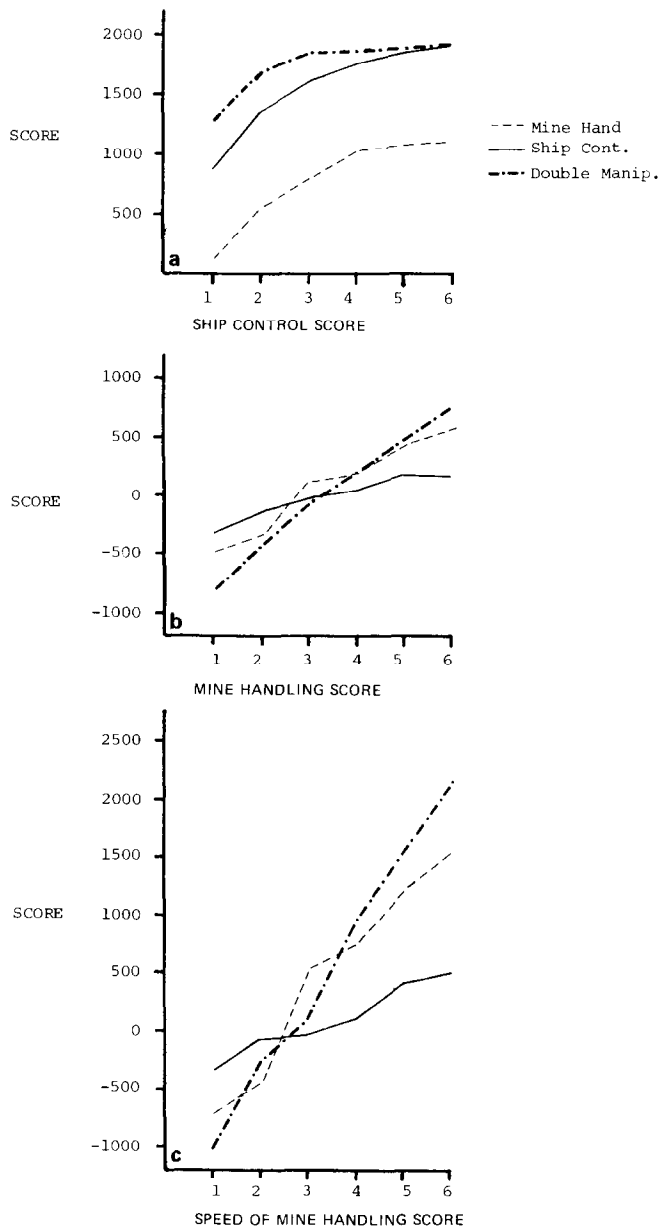 2000
1500
SCORE
1000
500
a
1 2 3 4 5 6
SHIP CONTROL SCORE
Mine Hand
Ship Cont.
Double Manip.
1000
500
SCORE
0
-500
-1000
b
1 2 3 4 5 6
MINE HANDLING SCORE
2500
2000
1500
SCORE
1000
500
0
-500
-1000
c
1 2 3 4 5 6
SPEED OF MINE HANDLING SCORE